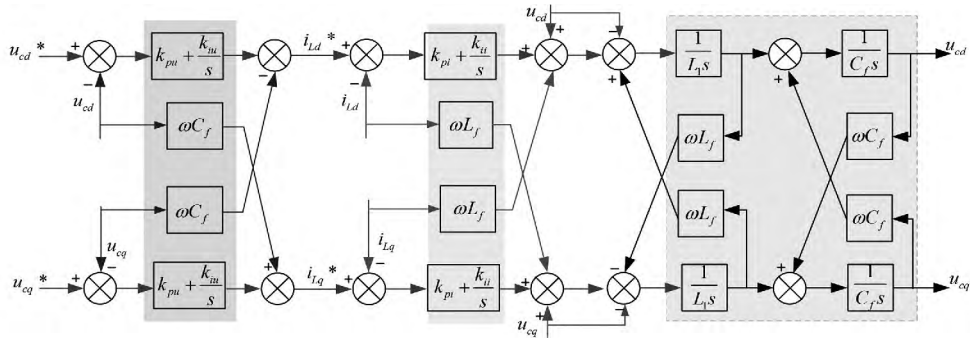 u_cd
u_cd* + − k_pu + k_iu/s − i_Ld* + − k_pi + k_ii/s + + − + 1/(L_1 s) + + 1/(C_f s) u_cd
u_cd ωC_f i_Ld ωL_f ωL_f ωC_f
ωC_f ωL_f ωL_f ωC_f
u_cq i_Lq
u_cq* + − k_pu + k_iu/s + + i_Lq* + − k_pi + k_ii/s + + + − − 1/(L_1 s) + 1/(C_f s) u_cq
u_cq